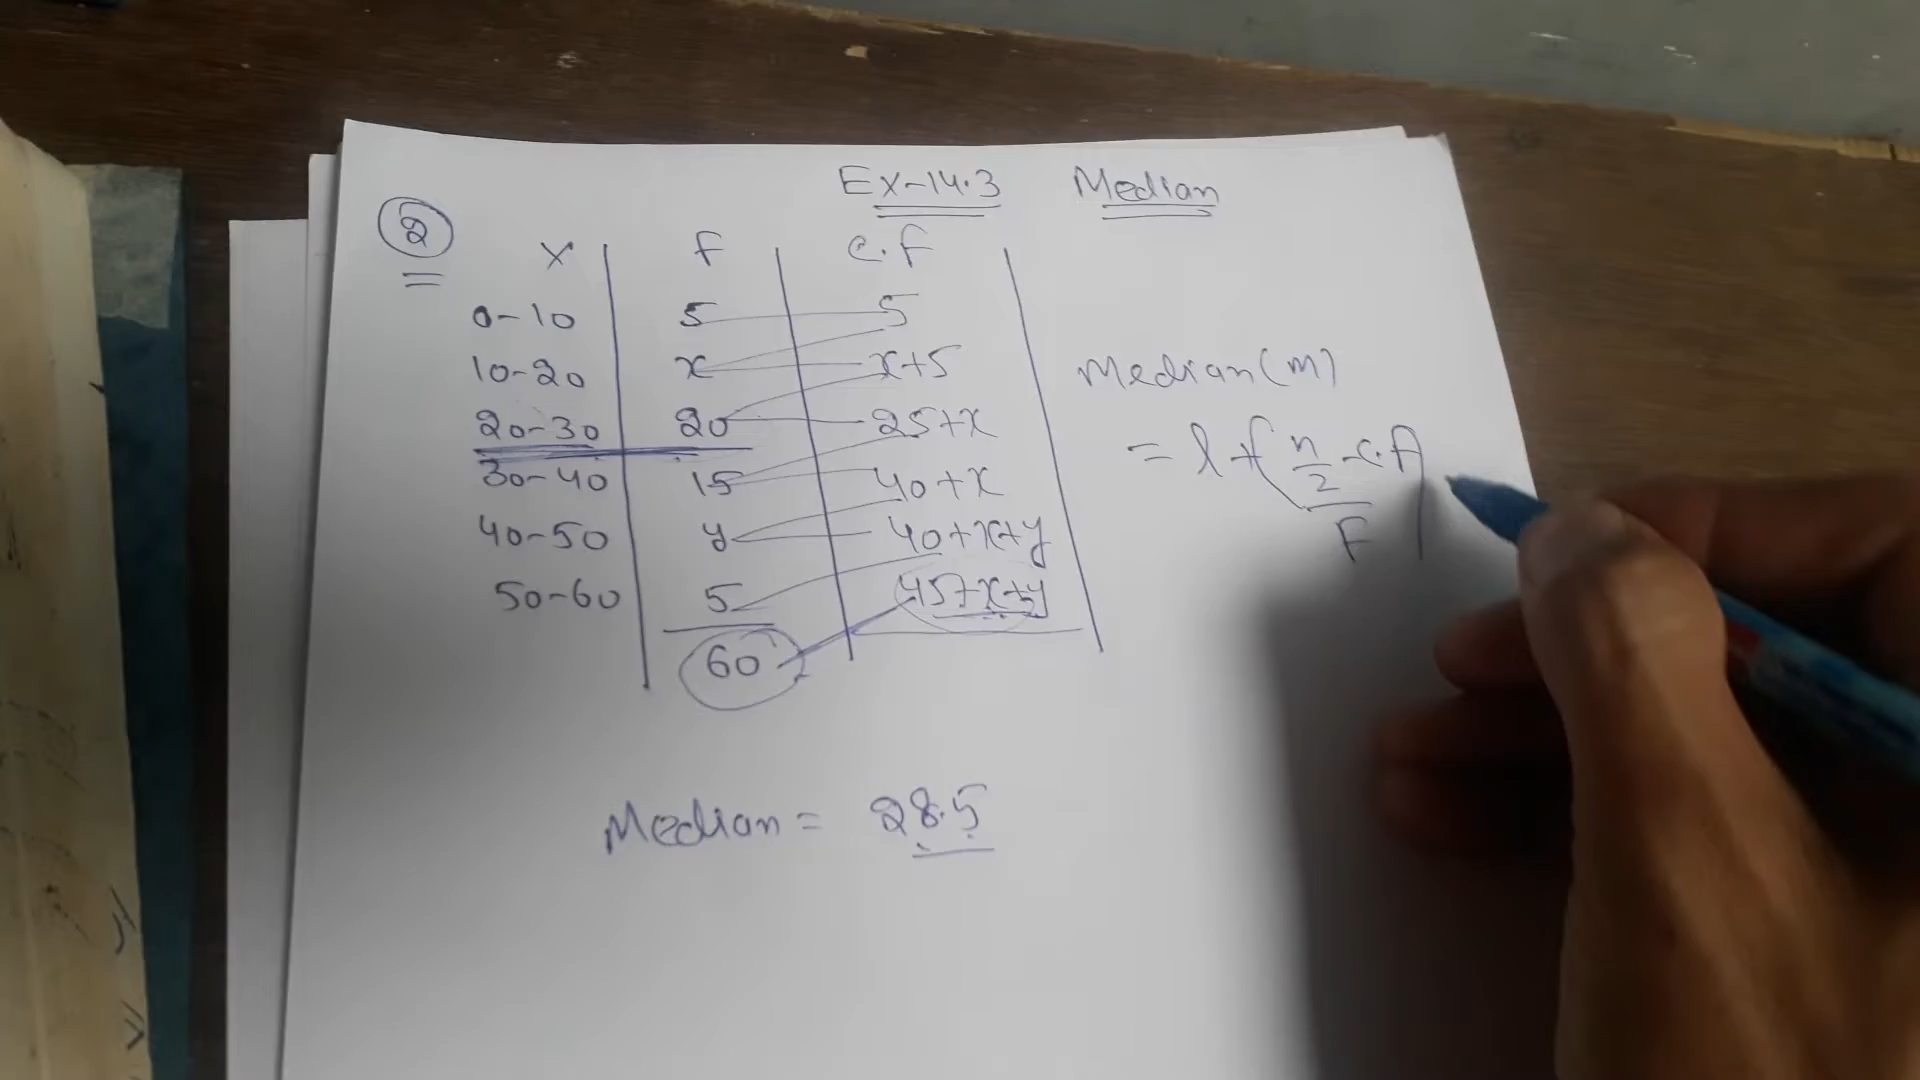 Ex-14.3 Median
2
X F C.F
0-10 5 5
10-20 x x+5
20-30 20 25+x
30-40 15 40+x
40-50 y 40+x+y
50-60 5 45+x+y
60
Median (M)
= l + ( n/2 - c.f / F )
Median = 28.5